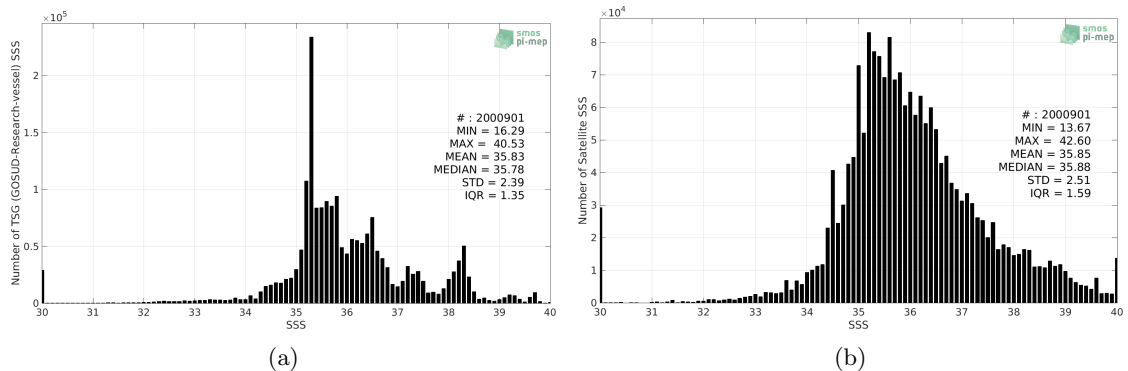 ×10⁵
smos
pi-mep
Number of TSG (GOSUD-Research-vessel) SSS
2
1.5
1
0.5
0
# : 2000901
MIN = 16.29
MAX = 40.53
MEAN = 35.83
MEDIAN = 35.78
STD = 2.39
IQR = 1.35
30 31 32 33 34 35 36 37 38 39 40
SSS
(a)
×10⁴
smos
pi-mep
Number of Satellite SSS
8
7
6
5
4
3
2
1
0
# : 2000901
MIN = 13.67
MAX = 42.60
MEAN = 35.85
MEDIAN = 35.88
STD = 2.51
IQR = 1.59
30 31 32 33 34 35 36 37 38 39 40
SSS
(b)